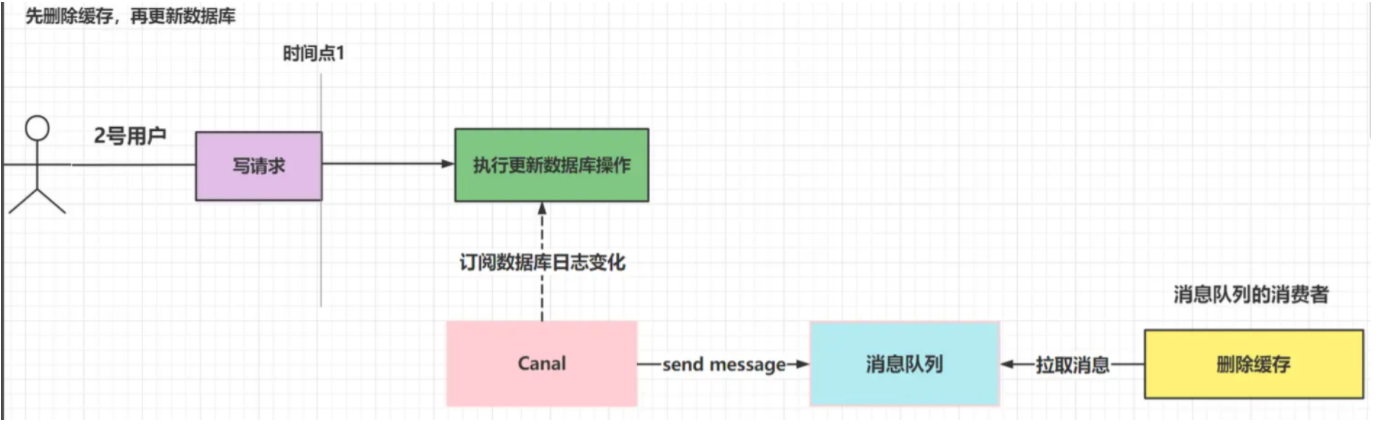 先删除缓存，再更新数据库
时间点1
2号用户
写请求
执行更新数据库操作
订阅数据库日志变化
消息队列的消费者
Canal
send message
消息队列
拉取消息
删除缓存